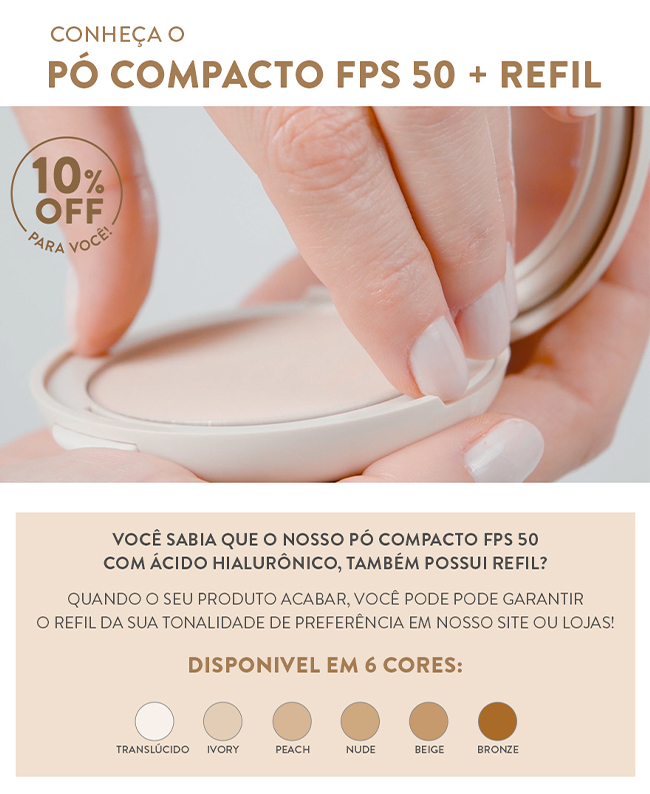 CONHEÇA O
PÓ COMPACTO FPS 50 + REFIL
10%
OFF
PARA VOCÊ!
VOCÊ SABIA QUE O NOSSO PÓ COMPACTO FPS 50
COM ÁCIDO HIALURÔNICO, TAMBÉM POSSUI REFIL?
QUANDO O SEU PRODUTO ACABAR, VOCÊ PODE PODE GARANTIR
O REFIL DA SUA TONALIDADE DE PREFERÊNCIA EM NOSSO SITE OU LOJAS!
DISPONIVEL EM 6 CORES:
TRANSLÚCIDO IVORY PEACH NUDE BEIGE BRONZE